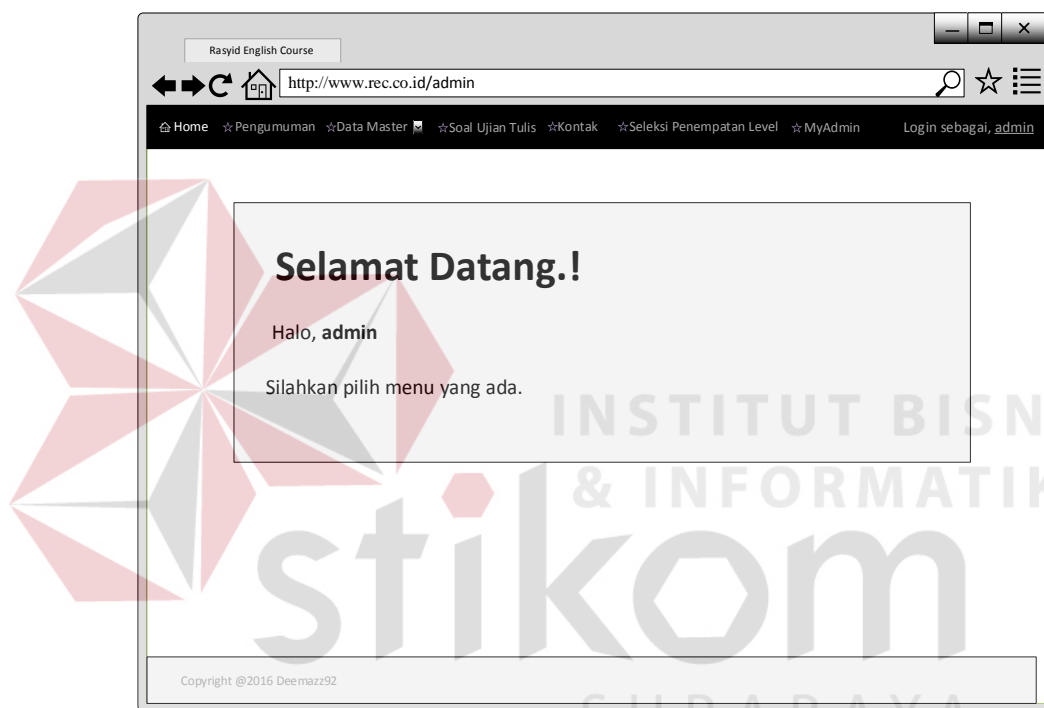 Rasyid English Course
http://www.rec.co.id/admin
Home Pengumuman Data Master Soal Ujian Tulis Kontak Seleksi Penempatan Level MyAdmin Login sebagai, admin
Selamat Datang.!
Halo, admin
Silahkan pilih menu yang ada.
INSTITUT BISN
& INFORMATIK
stikom
SURABAYA
Copyright @2016 Deemazz92